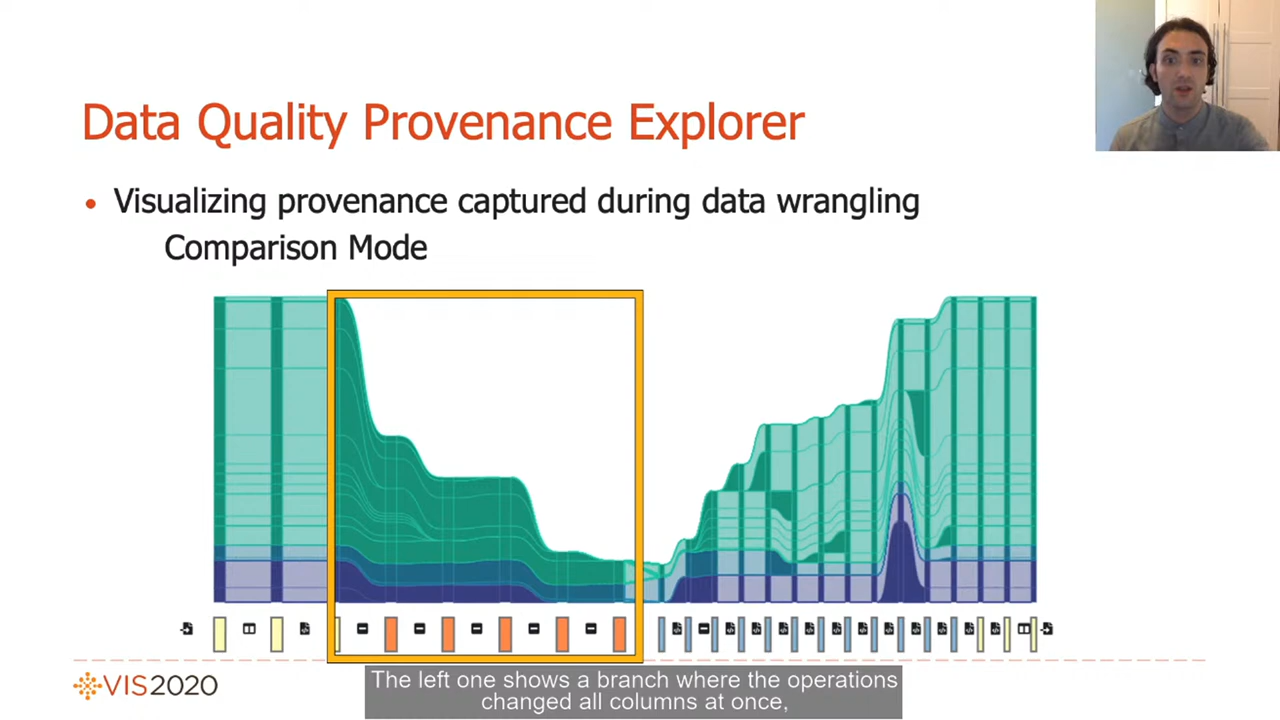 Data Quality Provenance Explorer
• Visualizing provenance captured during data wrangling
Comparison Mode
VIS2020
The left one shows a branch where the operations
changed all columns at once,